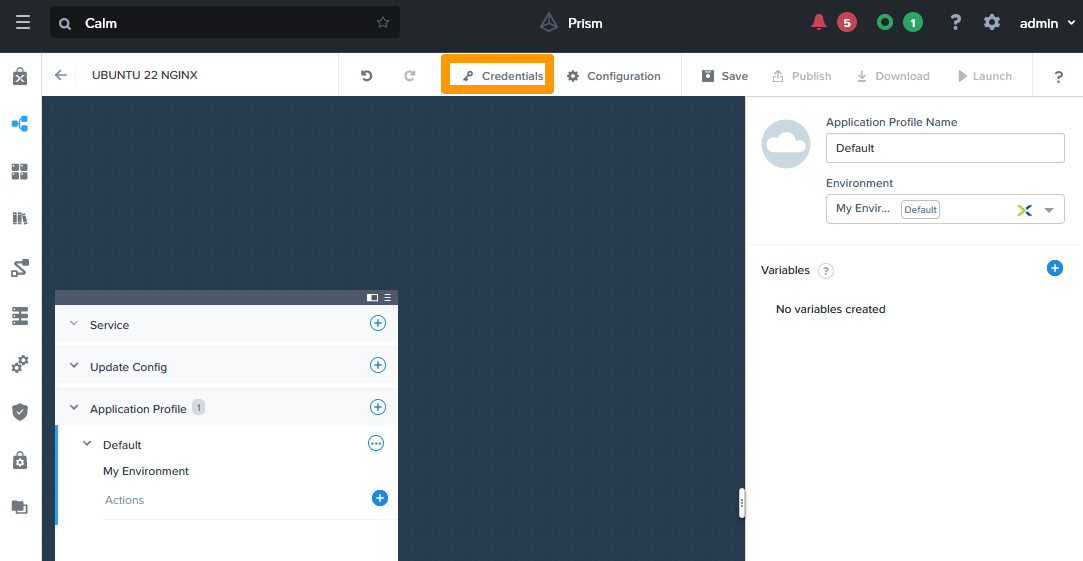 Calm
Prism
5
1
?
admin
UBUNTU 22 NGINX
Credentials
Configuration
Save
Publish
Download
Launch
?
Application Profile Name
Default
Environment
My Envir... Default
Variables ?
No variables created
Service
Update Config
Application Profile 1
Default
My Environment
Actions